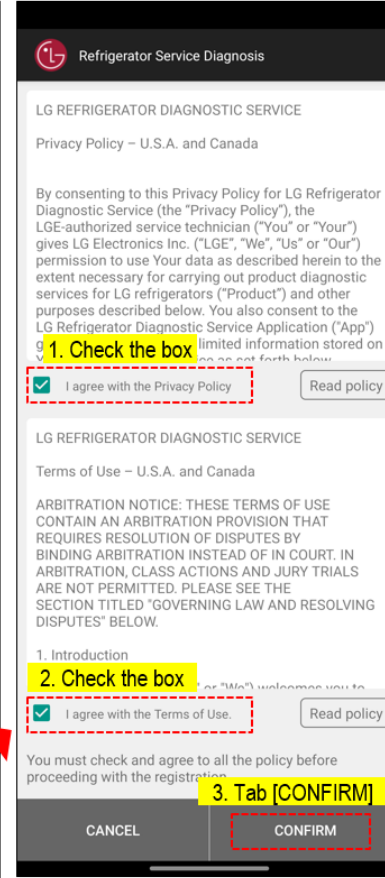 Refrigerator Service Diagnosis
LG REFRIGERATOR DIAGNOSTIC SERVICE
Privacy Policy – U.S.A. and Canada
By consenting to this Privacy Policy for LG Refrigerator
Diagnostic Service (the “Privacy Policy”), the
LGE-authorized service technician (“You” or “Your”)
gives LG Electronics Inc. (“LGE”, “We”, “Us” or “Our”)
permission to use Your data as described herein to the
extent necessary for carrying out product diagnostic
services for LG refrigerators (“Product”) and other
purposes described below. You also consent to the
LG Refrigerator Diagnostic Service Application ("App")
1. Check the box
limited information stored on
as set forth below
I agree with the Privacy Policy
Read policy
LG REFRIGERATOR DIAGNOSTIC SERVICE
Terms of Use – U.S.A. and Canada
ARBITRATION NOTICE: THESE TERMS OF USE
CONTAIN AN ARBITRATION PROVISION THAT
REQUIRES RESOLUTION OF DISPUTES BY
BINDING ARBITRATION INSTEAD OF IN COURT. IN
ARBITRATION, CLASS ACTIONS AND JURY TRIALS
ARE NOT PERMITTED. PLEASE SEE THE
SECTION TITLED "GOVERNING LAW AND RESOLVING
DISPUTES" BELOW.
1. Introduction
2. Check the box
or "We") welcomes you to
I agree with the Terms of Use.
Read policy
You must check and agree to all the policy before
proceeding with the registration
3. Tab [CONFIRM]
CANCEL
CONFIRM